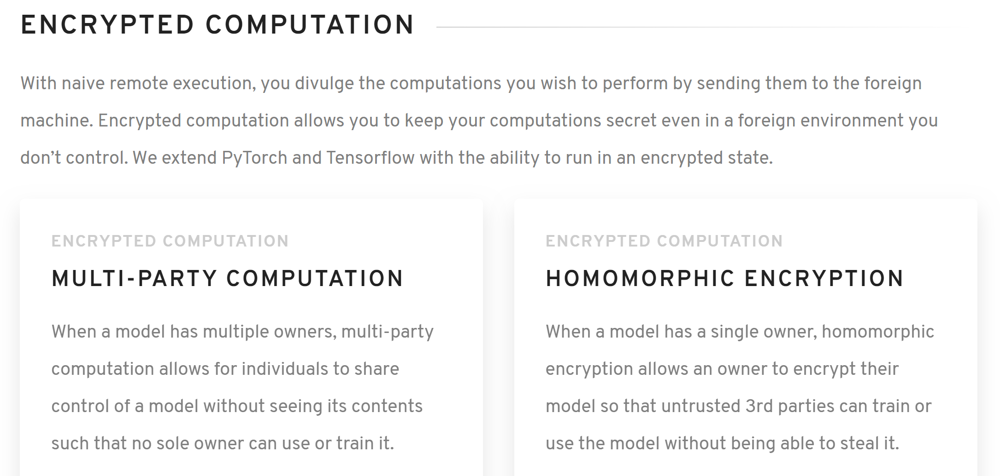 ENCRYPTED COMPUTATION
With naive remote execution, you divulge the computations you wish to perform by sending them to the foreign
machine. Encrypted computation allows you to keep your computations secret even in a foreign environment you
don’t control. We extend PyTorch and Tensorflow with the ability to run in an encrypted state.
ENCRYPTED COMPUTATION
MULTI-PARTY COMPUTATION
When a model has multiple owners, multi-party
computation allows for individuals to share
control of a model without seeing its contents
such that no sole owner can use or train it.
ENCRYPTED COMPUTATION
HOMOMORPHIC ENCRYPTION
When a model has a single owner, homomorphic
encryption allows an owner to encrypt their
model so that untrusted 3rd parties can train or
use the model without being able to steal it.